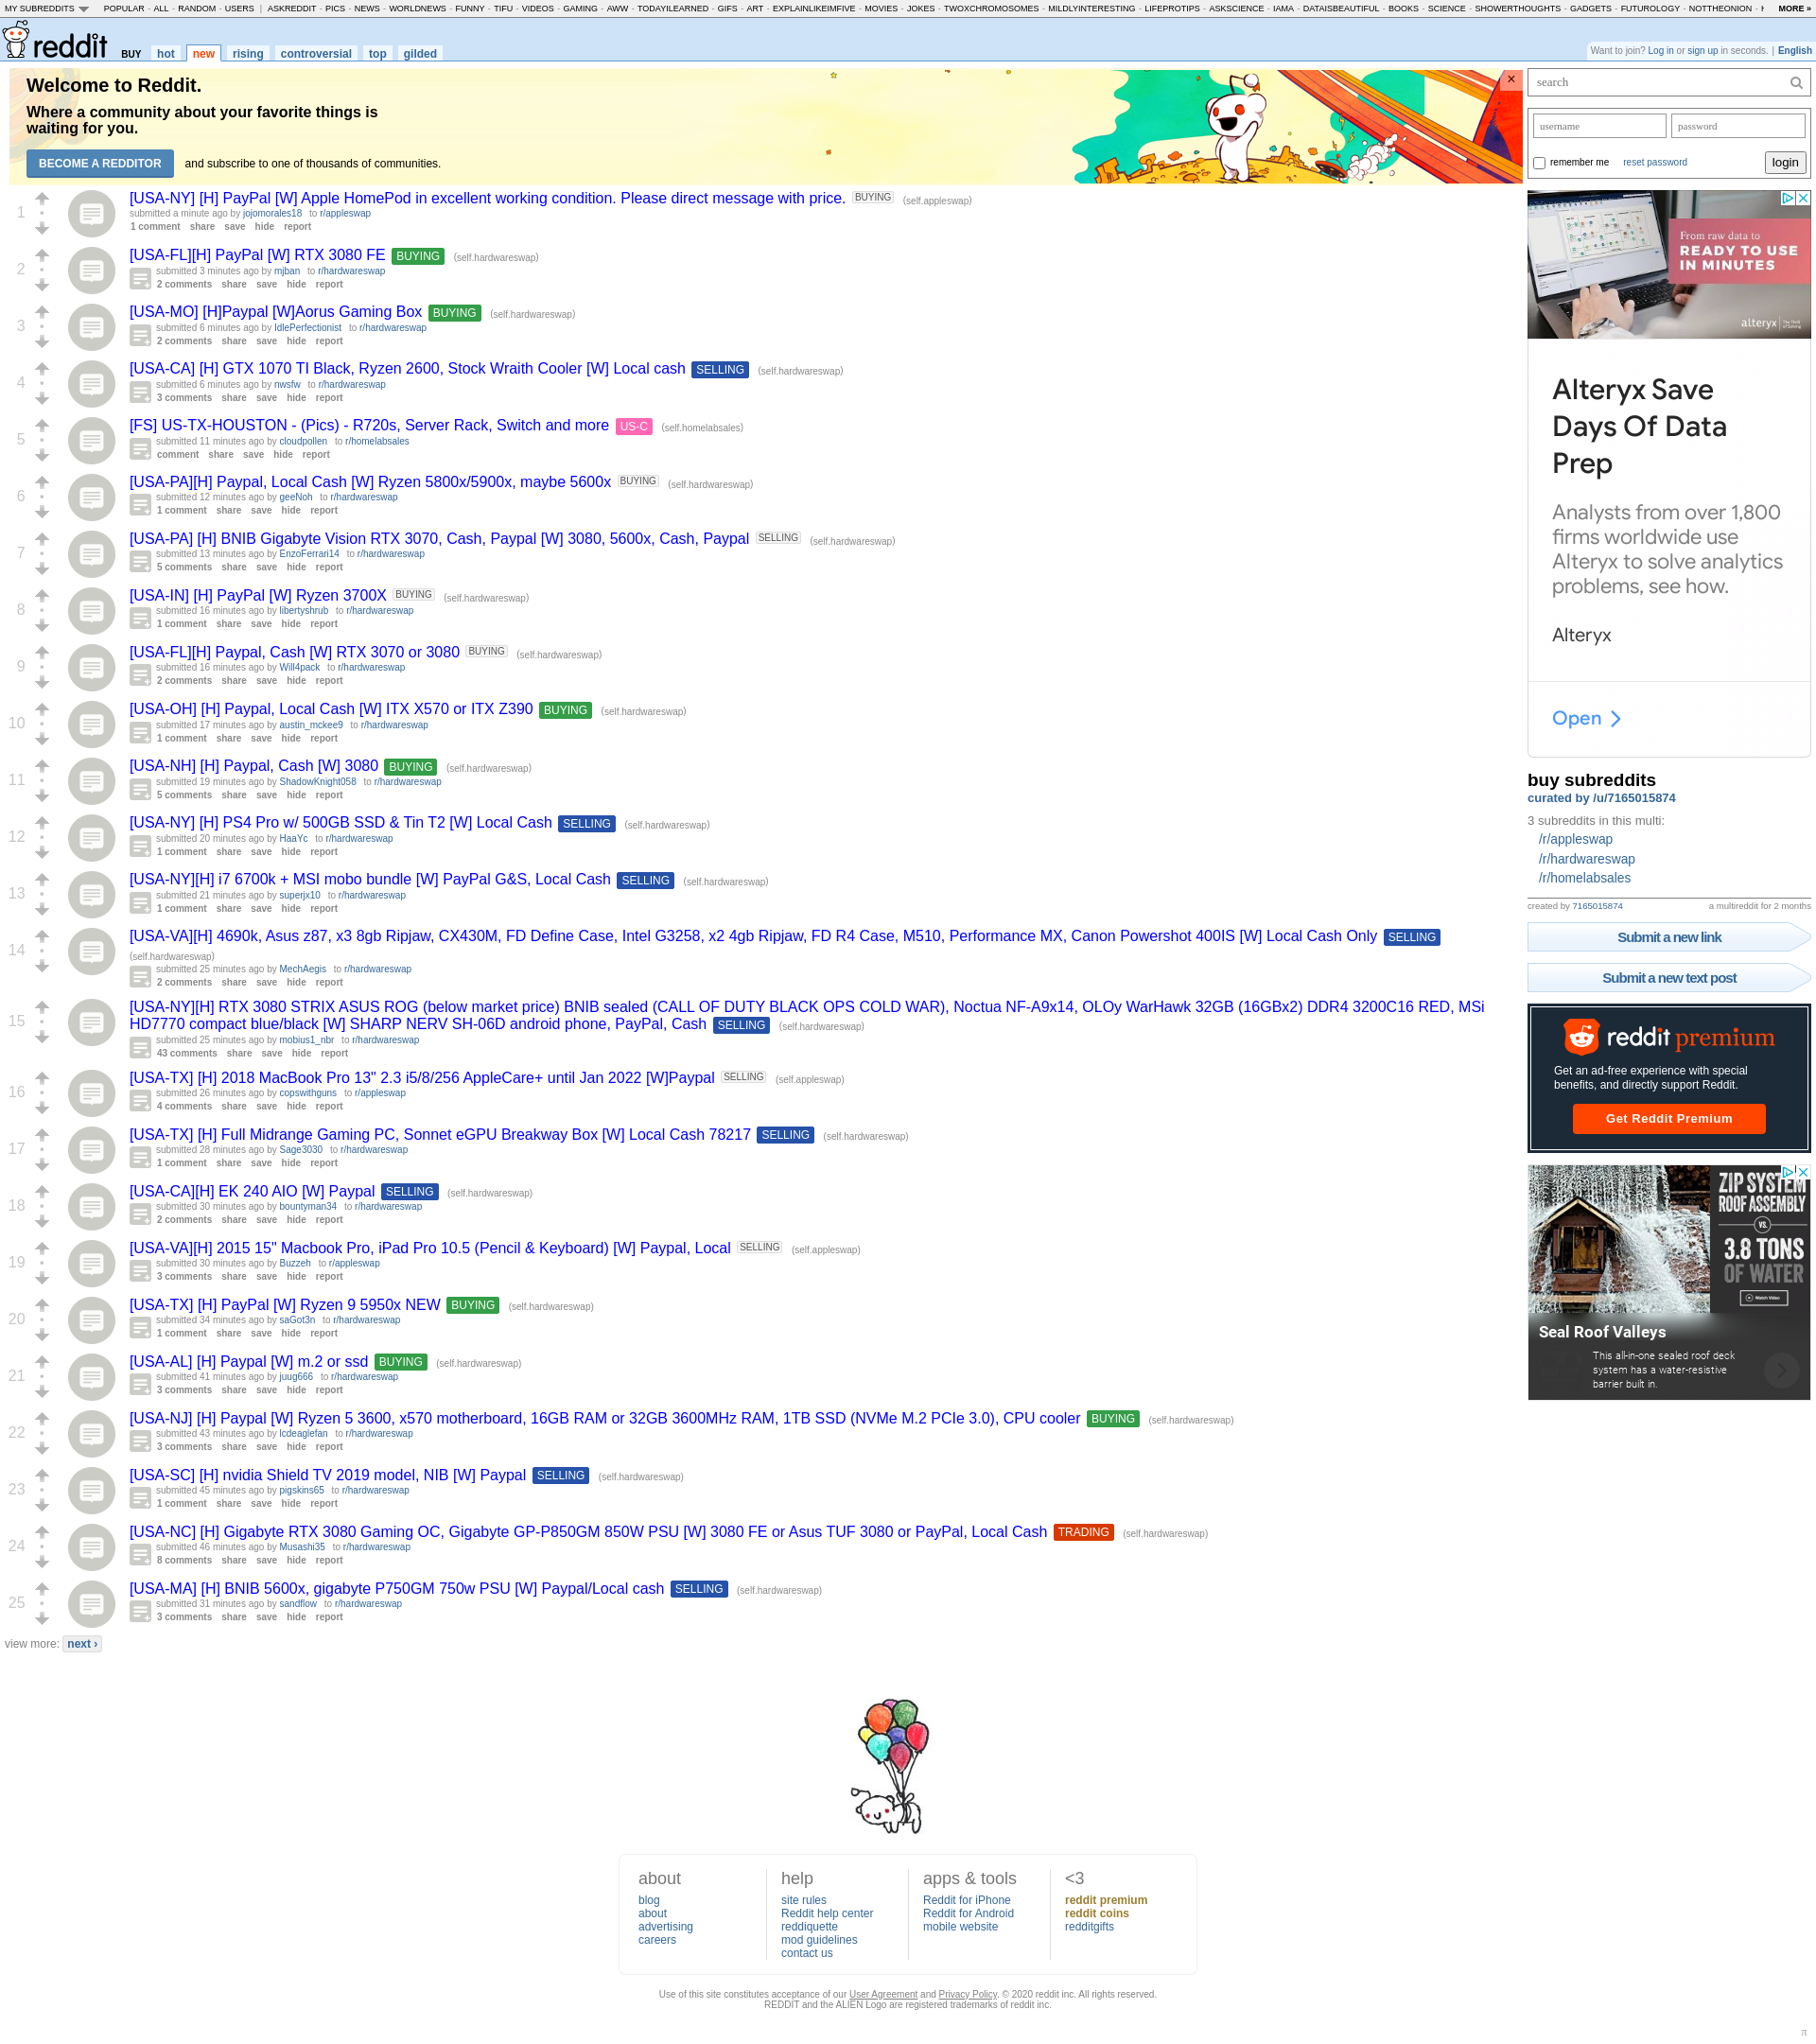 MY SUBREDDITS POPULAR - ALL - RANDOM - USERS | ASKREDDIT - PICS - NEWS - WORLDNEWS - FUNNY - TIFU - VIDEOS - GAMING - AWW - TODAYILEARNED - GIFS - ART - EXPLAINLIKEIMFIVE - MOVIES - JOKES - TWOXCHROMOSOMES - MILDLYINTERESTING - LIFEPROTIPS - ASKSCIENCE - IAMA - DATAISBEAUTIFUL - BOOKS - SCIENCE - SHOWERTHOUGHTS - GADGETS - FUTUROLOGY - NOTTHEONION - MORE »
reddit BUY hot new rising controversial top gilded
Want to join? Log in or sign up in seconds. | English
Welcome to Reddit.
Where a community about your favorite things is
waiting for you.
BECOME A REDDITOR and subscribe to one of thousands of communities.
×
1
[USA-NY] [H] PayPal [W] Apple HomePod in excellent working condition. Please direct message with price. BUYING (self.appleswap)
submitted a minute ago by jojomorales18 to r/appleswap
1 comment share save hide report
2
[USA-FL][H] PayPal [W] RTX 3080 FE BUYING (self.hardwareswap)
submitted 3 minutes ago by mjban to r/hardwareswap
2 comments share save hide report
3
[USA-MO] [H]Paypal [W]Aorus Gaming Box BUYING (self.hardwareswap)
submitted 6 minutes ago by IdlePerfectionist to r/hardwareswap
2 comments share save hide report
4
[USA-CA] [H] GTX 1070 TI Black, Ryzen 2600, Stock Wraith Cooler [W] Local cash SELLING (self.hardwareswap)
submitted 6 minutes ago by nwsfw to r/hardwareswap
3 comments share save hide report
5
[FS] US-TX-HOUSTON - (Pics) - R720s, Server Rack, Switch and more US-C (self.homelabsales)
submitted 11 minutes ago by cloudpollen to r/homelabsales
comment share save hide report
6
[USA-PA][H] Paypal, Local Cash [W] Ryzen 5800x/5900x, maybe 5600x BUYING (self.hardwareswap)
submitted 12 minutes ago by geeNoh to r/hardwareswap
1 comment share save hide report
7
[USA-PA] [H] BNIB Gigabyte Vision RTX 3070, Cash, Paypal [W] 3080, 5600x, Cash, Paypal SELLING (self.hardwareswap)
submitted 13 minutes ago by EnzoFerrari14 to r/hardwareswap
5 comments share save hide report
8
[USA-IN] [H] PayPal [W] Ryzen 3700X BUYING (self.hardwareswap)
submitted 16 minutes ago by libertyshrub to r/hardwareswap
1 comment share save hide report
9
[USA-FL][H] Paypal, Cash [W] RTX 3070 or 3080 BUYING (self.hardwareswap)
submitted 16 minutes ago by Will4pack to r/hardwareswap
2 comments share save hide report
10
[USA-OH] [H] Paypal, Local Cash [W] ITX X570 or ITX Z390 BUYING (self.hardwareswap)
submitted 17 minutes ago by austin_mckee9 to r/hardwareswap
1 comment share save hide report
11
[USA-NH] [H] Paypal, Cash [W] 3080 BUYING (self.hardwareswap)
submitted 19 minutes ago by ShadowKnight058 to r/hardwareswap
5 comments share save hide report
12
[USA-NY] [H] PS4 Pro w/ 500GB SSD & Tin T2 [W] Local Cash SELLING (self.hardwareswap)
submitted 20 minutes ago by HaaYc to r/hardwareswap
1 comment share save hide report
13
[USA-NY][H] i7 6700k + MSI mobo bundle [W] PayPal G&S, Local Cash SELLING (self.hardwareswap)
submitted 21 minutes ago by superjx10 to r/hardwareswap
1 comment share save hide report
14
[USA-VA][H] 4690k, Asus z87, x3 8gb Ripjaw, CX430M, FD Define Case, Intel G3258, x2 4gb Ripjaw, FD R4 Case, M510, Performance MX, Canon Powershot 400IS [W] Local Cash Only SELLING
(self.hardwareswap)
submitted 25 minutes ago by MechAegis to r/hardwareswap
2 comments share save hide report
15
[USA-NY][H] RTX 3080 STRIX ASUS ROG (below market price) BNIB sealed (CALL OF DUTY BLACK OPS COLD WAR), Noctua NF-A9x14, OLOy WarHawk 32GB (16GBx2) DDR4 3200C16 RED, MSi
HD7770 compact blue/black [W] SHARP NERV SH-06D android phone, PayPal, Cash SELLING (self.hardwareswap)
submitted 25 minutes ago by mobius1_nbr to r/hardwareswap
43 comments share save hide report
16
[USA-TX] [H] 2018 MacBook Pro 13" 2.3 i5/8/256 AppleCare+ until Jan 2022 [W]Paypal SELLING (self.appleswap)
submitted 26 minutes ago by copswithguns to r/appleswap
4 comments share save hide report
17
[USA-TX] [H] Full Midrange Gaming PC, Sonnet eGPU Breakway Box [W] Local Cash 78217 SELLING (self.hardwareswap)
submitted 28 minutes ago by Sage3030 to r/hardwareswap
1 comment share save hide report
18
[USA-CA][H] EK 240 AIO [W] Paypal SELLING (self.hardwareswap)
submitted 30 minutes ago by bountyman34 to r/hardwareswap
2 comments share save hide report
19
[USA-VA][H] 2015 15" Macbook Pro, iPad Pro 10.5 (Pencil & Keyboard) [W] Paypal, Local SELLING (self.appleswap)
submitted 30 minutes ago by Buzzeh to r/appleswap
3 comments share save hide report
20
[USA-TX] [H] PayPal [W] Ryzen 9 5950x NEW BUYING (self.hardwareswap)
submitted 34 minutes ago by saGot3n to r/hardwareswap
1 comment share save hide report
21
[USA-AL] [H] Paypal [W] m.2 or ssd BUYING (self.hardwareswap)
submitted 41 minutes ago by juug666 to r/hardwareswap
3 comments share save hide report
22
[USA-NJ] [H] Paypal [W] Ryzen 5 3600, x570 motherboard, 16GB RAM or 32GB 3600MHz RAM, 1TB SSD (NVMe M.2 PCIe 3.0), CPU cooler BUYING (self.hardwareswap)
submitted 43 minutes ago by lcdeaglefan to r/hardwareswap
3 comments share save hide report
23
[USA-SC] [H] nvidia Shield TV 2019 model, NIB [W] Paypal SELLING (self.hardwareswap)
submitted 45 minutes ago by pigskins65 to r/hardwareswap
1 comment share save hide report
24
[USA-NC] [H] Gigabyte RTX 3080 Gaming OC, Gigabyte GP-P850GM 850W PSU [W] 3080 FE or Asus TUF 3080 or PayPal, Local Cash TRADING (self.hardwareswap)
submitted 46 minutes ago by Musashi35 to r/hardwareswap
8 comments share save hide report
25
[USA-MA] [H] BNIB 5600x, gigabyte P750GM 750w PSU [W] Paypal/Local cash SELLING (self.hardwareswap)
submitted 31 minutes ago by sandflow to r/hardwareswap
3 comments share save hide report
view more: next ›
search
username password
remember me reset password login
From raw data to
READY TO USE
IN MINUTES
alteryx
Alteryx Save
Days Of Data
Prep
Analysts from over 1,800
firms worldwide use
Alteryx to solve analytics
problems, see how.
Alteryx
Open
buy subreddits
curated by /u/7165015874
3 subreddits in this multi:
/r/appleswap
/r/hardwareswap
/r/homelabsales
created by 7165015874 a multireddit for 2 months
Submit a new link
Submit a new text post
reddit premium
Get an ad-free experience with special
benefits, and directly support Reddit.
Get Reddit Premium
ZIP SYSTEM
ROOF ASSEMBLY
VS.
3.8 TONS
OF WATER
Watch Video
Seal Roof Valleys
This all-in-one sealed roof deck
system has a water-resistive
barrier built in.
about help apps & tools <3
blog site rules Reddit for iPhone reddit premium
about Reddit help center Reddit for Android reddit coins
advertising reddiquette mobile website redditgifts
careers mod guidelines
contact us
Use of this site constitutes acceptance of our User Agreement and Privacy Policy. © 2020 reddit inc. All rights reserved.
REDDIT and the ALIEN Logo are registered trademarks of reddit inc.
π